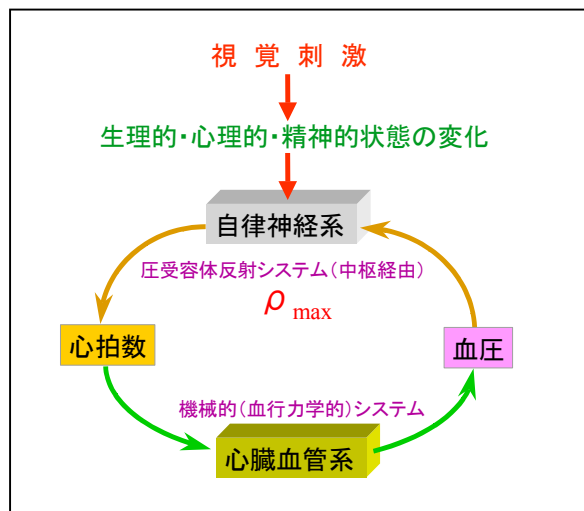 視覚刺激
生理的・心理的・精神的状態の変化
自律神経系
圧受容体反射システム(中枢経由)
ρ max
心拍数
血圧
機械的(血行力学的)システム
心臓血管系